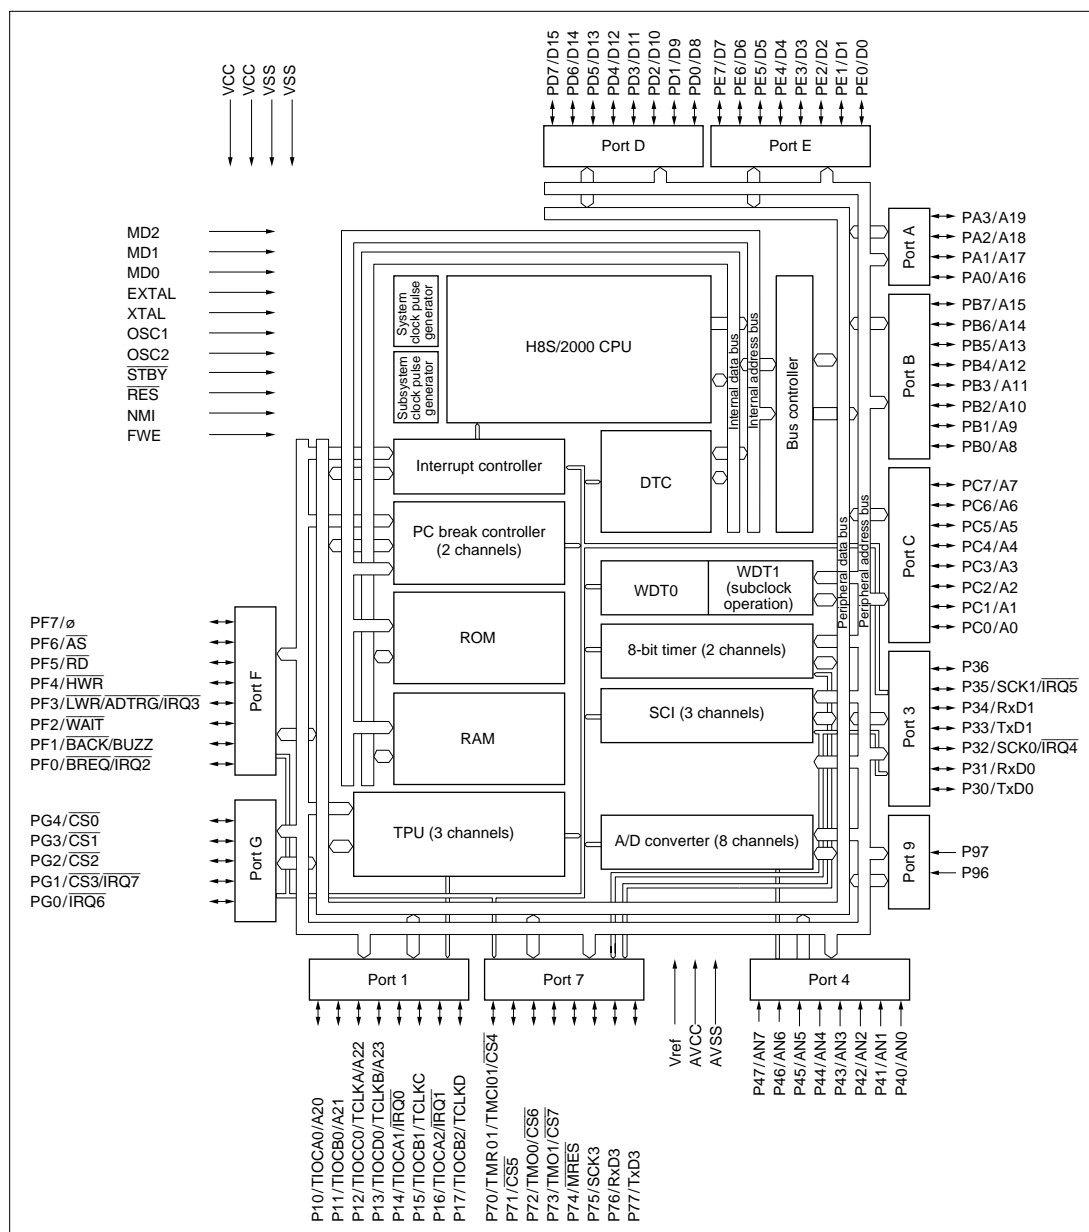 VCC
VCC
VSS
VSS
PD7/D15
PD6/D14
PD5/D13
PD4/D12
PD3/D11
PD2/D10
PD1/D9
PD0/D8
PE7/D7
PE6/D6
PE5/D5
PE4/D4
PE3/D3
PE2/D2
PE1/D1
PE0/D0
Port D
Port E
MD2
MD1
MD0
EXTAL
XTAL
OSC1
OSC2
STBY
RES
NMI
FWE
System
clock pulse
generator
Subsystem
clock pulse
generator
H8S/2000 CPU
Internal data bus
Internal address bus
Bus controller
Interrupt controller
DTC
PC break controller
(2 channels)
WDT0
WDT1
(subclock
operation)
Peripheral data bus
Peripheral address bus
ROM
8-bit timer (2 channels)
SCI (3 channels)
RAM
TPU (3 channels)
A/D converter (8 channels)
Port A
PA3/A19
PA2/A18
PA1/A17
PA0/A16
Port B
PB7/A15
PB6/A14
PB5/A13
PB4/A12
PB3/A11
PB2/A10
PB1/A9
PB0/A8
Port C
PC7/A7
PC6/A6
PC5/A5
PC4/A4
PC3/A3
PC2/A2
PC1/A1
PC0/A0
Port 3
P36
P35/SCK1/IRQ5
P34/RxD1
P33/TxD1
P32/SCK0/IRQ4
P31/RxD0
P30/TxD0
Port 9
P97
P96
PF7/ø
PF6/AS
PF5/RD
PF4/HWR
PF3/LWR/ADTRG/IRQ3
PF2/WAIT
PF1/BACK/BUZZ
PF0/BREQ/IRQ2
Port F
PG4/CS0
PG3/CS1
PG2/CS2
PG1/CS3/IRQ7
PG0/IRQ6
Port G
Port 1
Port 7
Port 4
P10/TIOCA0/A20
P11/TIOCB0/A21
P12/TIOCC0/TCLKA/A22
P13/TIOCD0/TCLKB/A23
P14/TIOCA1/IRQ0
P15/TIOCB1/TCLKC
P16/TIOCA2/IRQ1
P17/TIOCB2/TCLKD
P70/TMR01/TMCI01/CS4
P71/CS5
P72/TMO0/CS6
P73/TMO1/CS7
P74/MRES
P75/SCK3
P76/RxD3
P77/TxD3
Vref
AVCC
AVSS
P47/AN7
P46/AN6
P45/AN5
P44/AN4
P43/AN3
P42/AN2
P41/AN1
P40/AN0